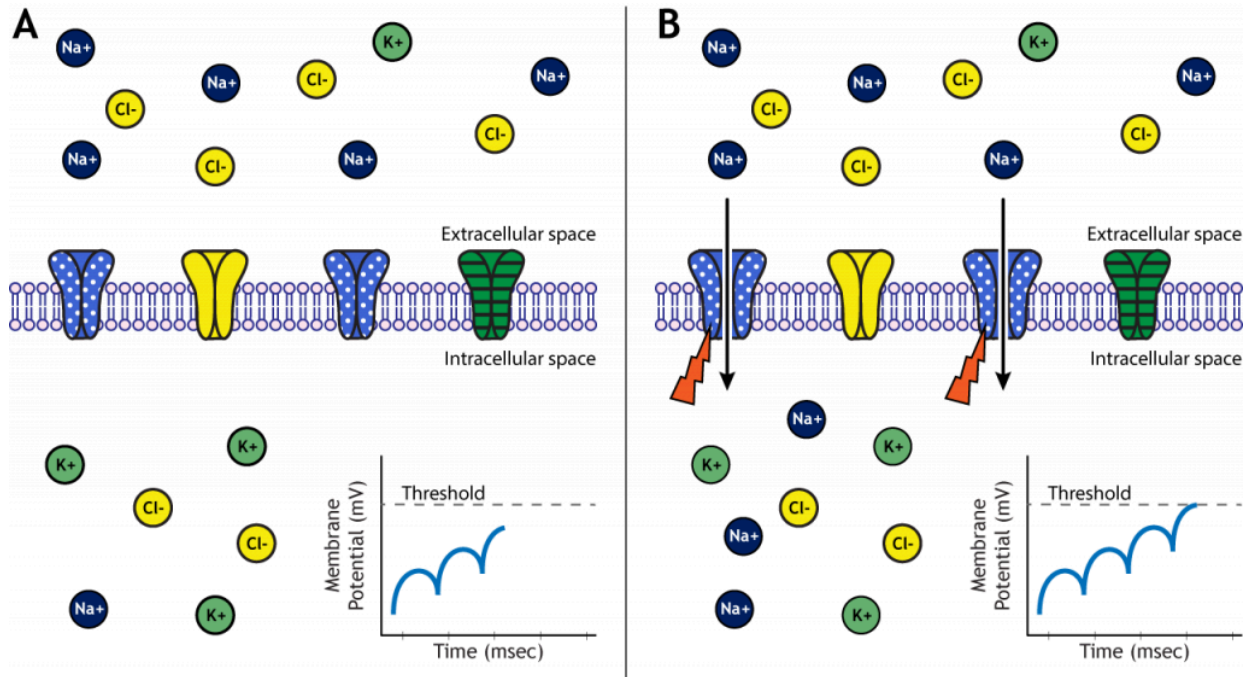 A
Na+
K+
Na+
Cl-
Na+
Cl-
Cl-
Na+
Cl-
Na+
Extracellular space
Intracellular space
K+
K+
Cl-
Cl-
Na+
K+
Membrane
Potential (mV)
Threshold
Time (msec)
B
Na+
K+
Na+
Cl-
Na+
Cl-
Cl-
Na+
Cl-
Na+
Extracellular space
Intracellular space
Na+
K+
K+
Cl-
Na+
Cl-
Na+
K+
Membrane
Potential (mV)
Threshold
Time (msec)